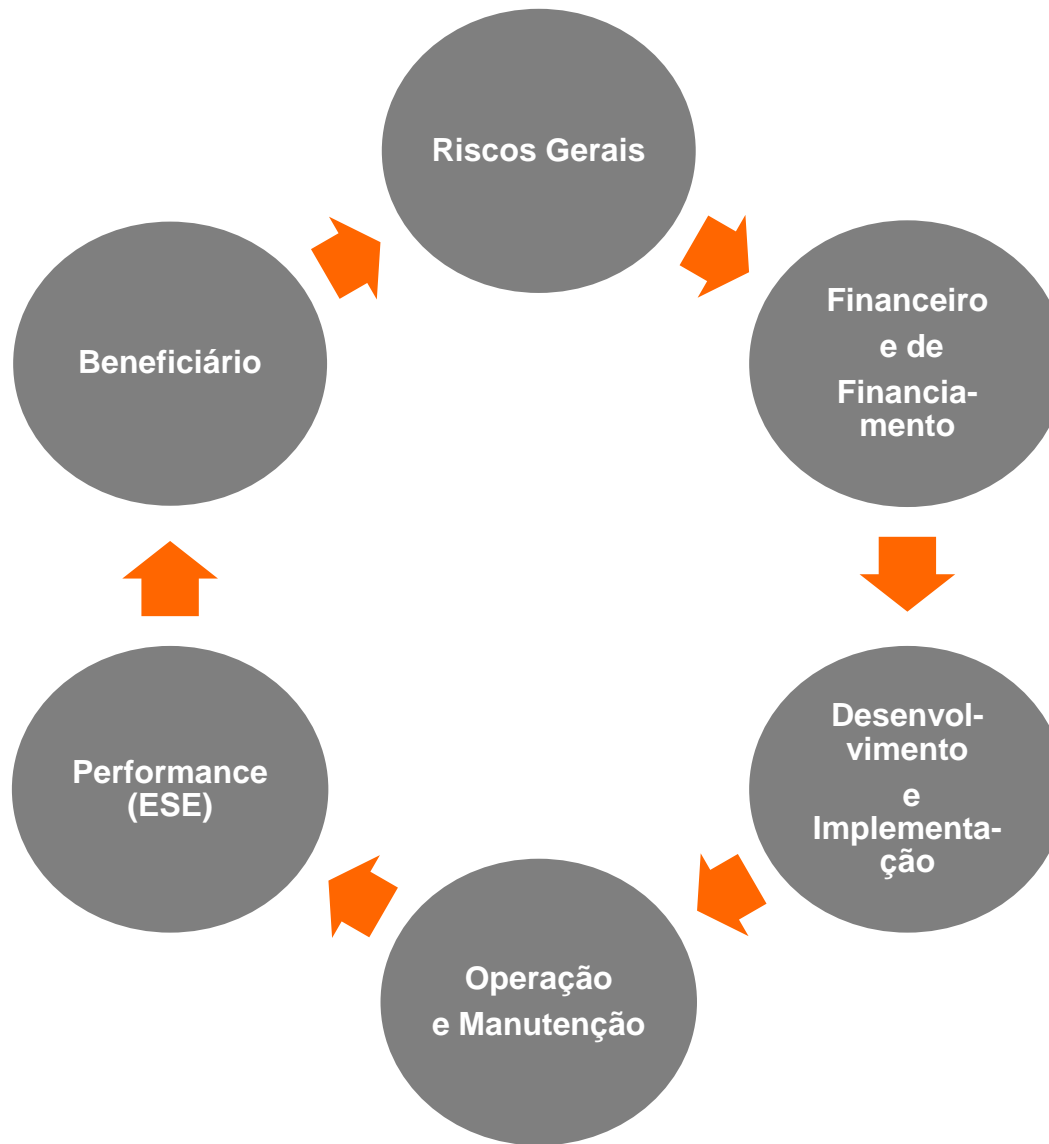 Riscos Gerais
Financeiro
e de
Financia-
mento
Desenvol-
vimento
e
Implementa-
ção
Operação
e Manutenção
Performance
(ESE)
Beneficiário